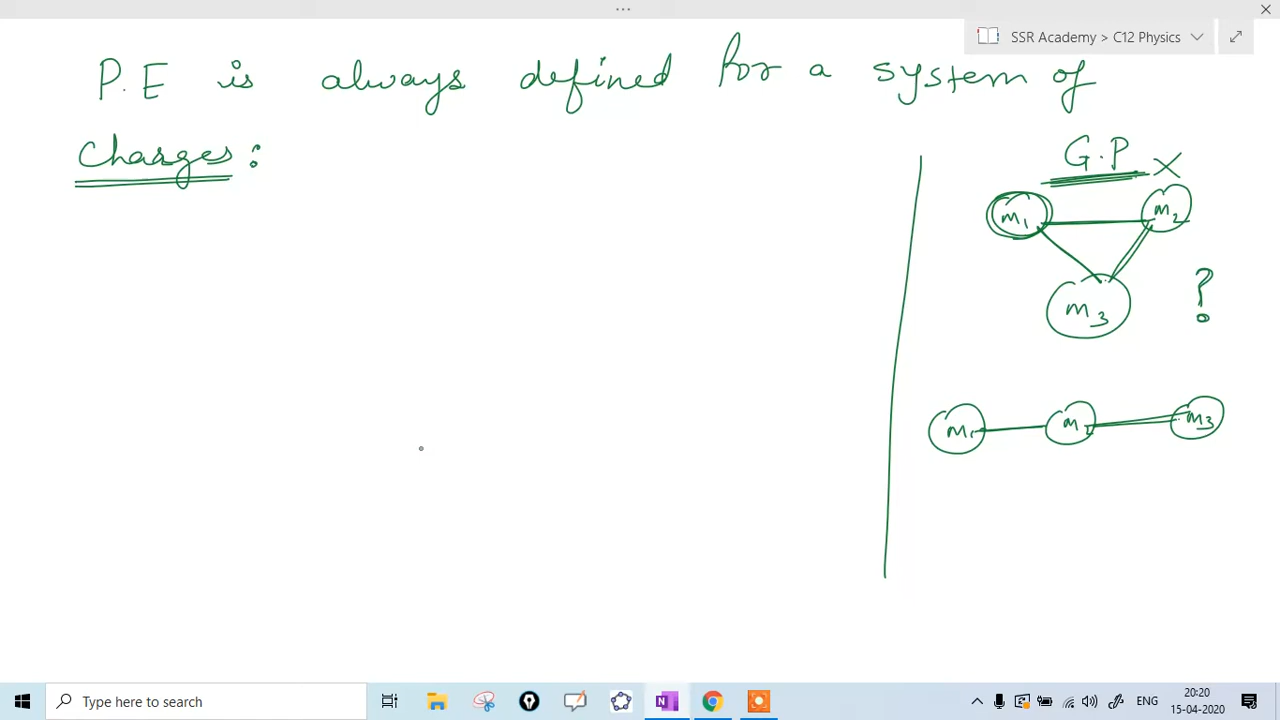 SSR Academy > C12 Physics
P.E is always defined for a system of
Charges:
G.P. X
m1 m2
m3
?
m1 m2 m3
Type here to search
ENG
20:20
15-04-2020